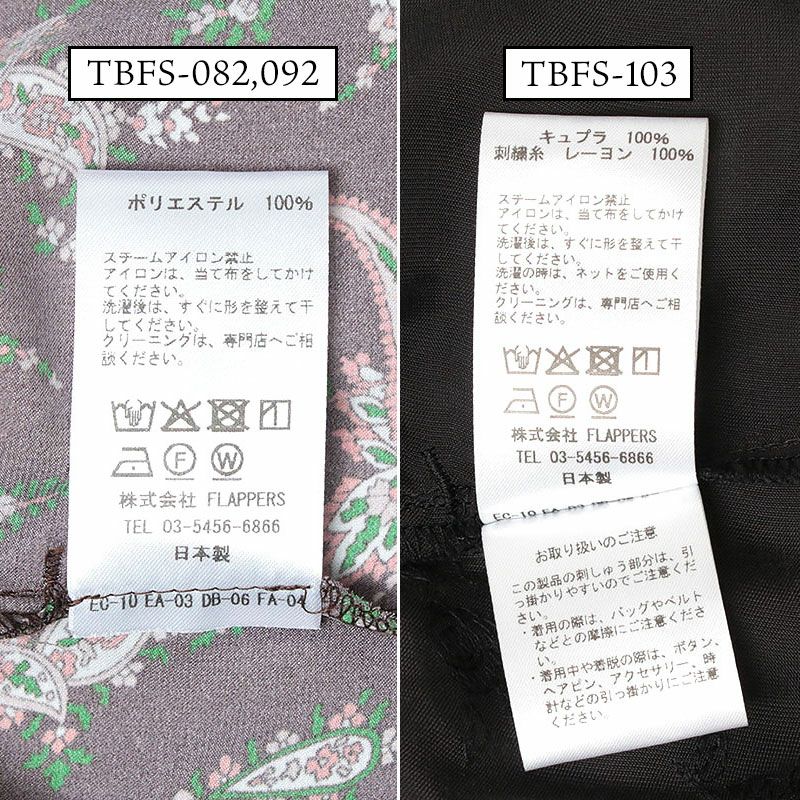 TBFS-082,092
ポリエステル 100%
スチームアイロン禁止
アイロンは、当て布をしてかけ
てください。
洗濯後は、すぐに形を整えて干
してください。
クリーニングは、専門店へご相
談ください。
F W
株式会社 FLAPPERS
TEL 03-5456-6866
日本製
EC-10 EA-03 DB-06 FA-04
TBFS-103
キュプラ 100%
刺繍糸 レーヨン 100%
スチームアイロン禁止
アイロンは、当て布をしてかけ
てください。
洗濯後は、すぐに形を整えて干
してください。
洗濯の時は、ネットをご使用く
ださい。
クリーニングは、専門店へご相
談ください。
F W
株式会社 FLAPPERS
TEL 03-5456-6866
日本製
EC-10 EA-03
お取り扱いのご注意
この製品の刺しゅう部分は、引
っ掛かりやすいのでご注意くだ
さい。
・着用の際は、バッグやベルト
などとの摩擦にご注意くださ
い。
・着用中や着脱の際は、ボタン、
ヘアピン、アクセサリー、時
計などの引っ掛かりにご注意
ください。